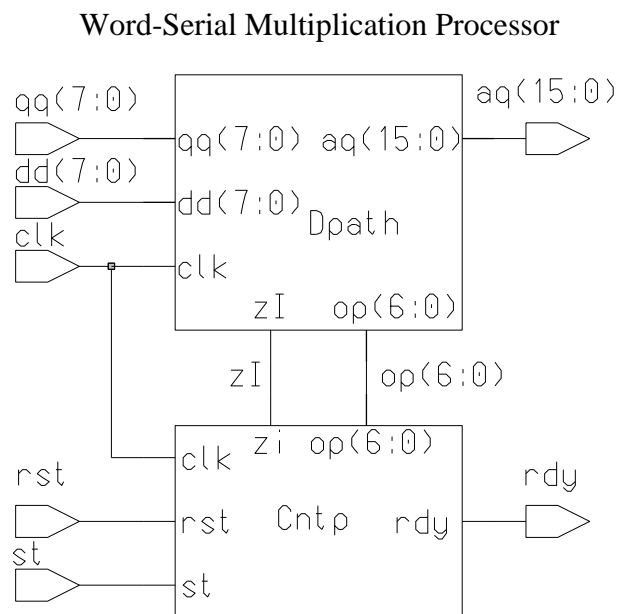 Word-Serial Multiplication Processor
qq(7:0)
aq(15:0)
qq(7:0) aq(15:0)
dd(7:0)
dd(7:0)
Dpath
clk
clk
zI op(6:0)
zI op(6:0)
zi op(6:0)
clk
rst
rdy
rst Cntp rdy
st
st